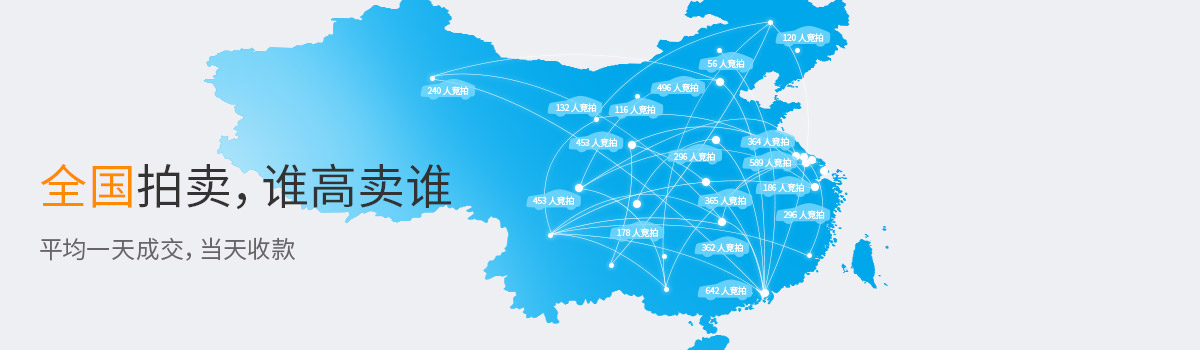 120 人竞拍
56 人竞拍
240 人竞拍
496 人竞拍
132 人竞拍
116 人竞拍
453 人竞拍
364 人竞拍
296 人竞拍
589 人竞拍
全国拍卖，谁高卖谁
186 人竞拍
453 人竞拍
365 人竞拍
296 人竞拍
178 人竞拍
平均一天成交，当天收款
362 人竞拍
642 人竞拍